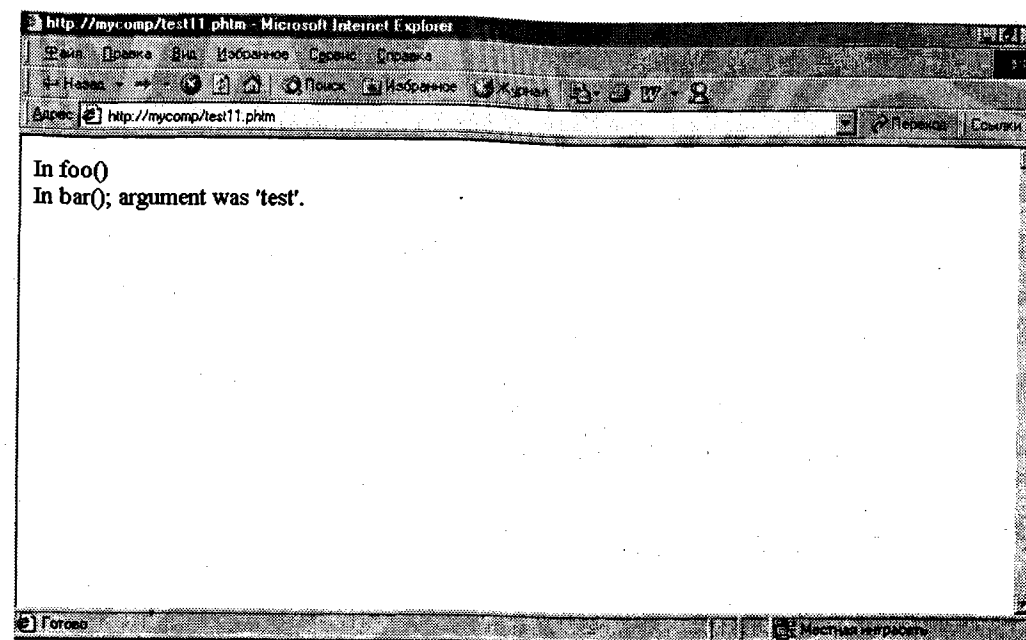 http://mycomp/test11.phtm - Microsoft Internet Explorer
Файл Правка Вид Избранное Сервис Справка
Назад Поиск Избранное Журнал
Адрес http://mycomp/test11.phtm Переход Ссылки
In foo()
In bar(); argument was 'test'.
Готово Местная интрасеть